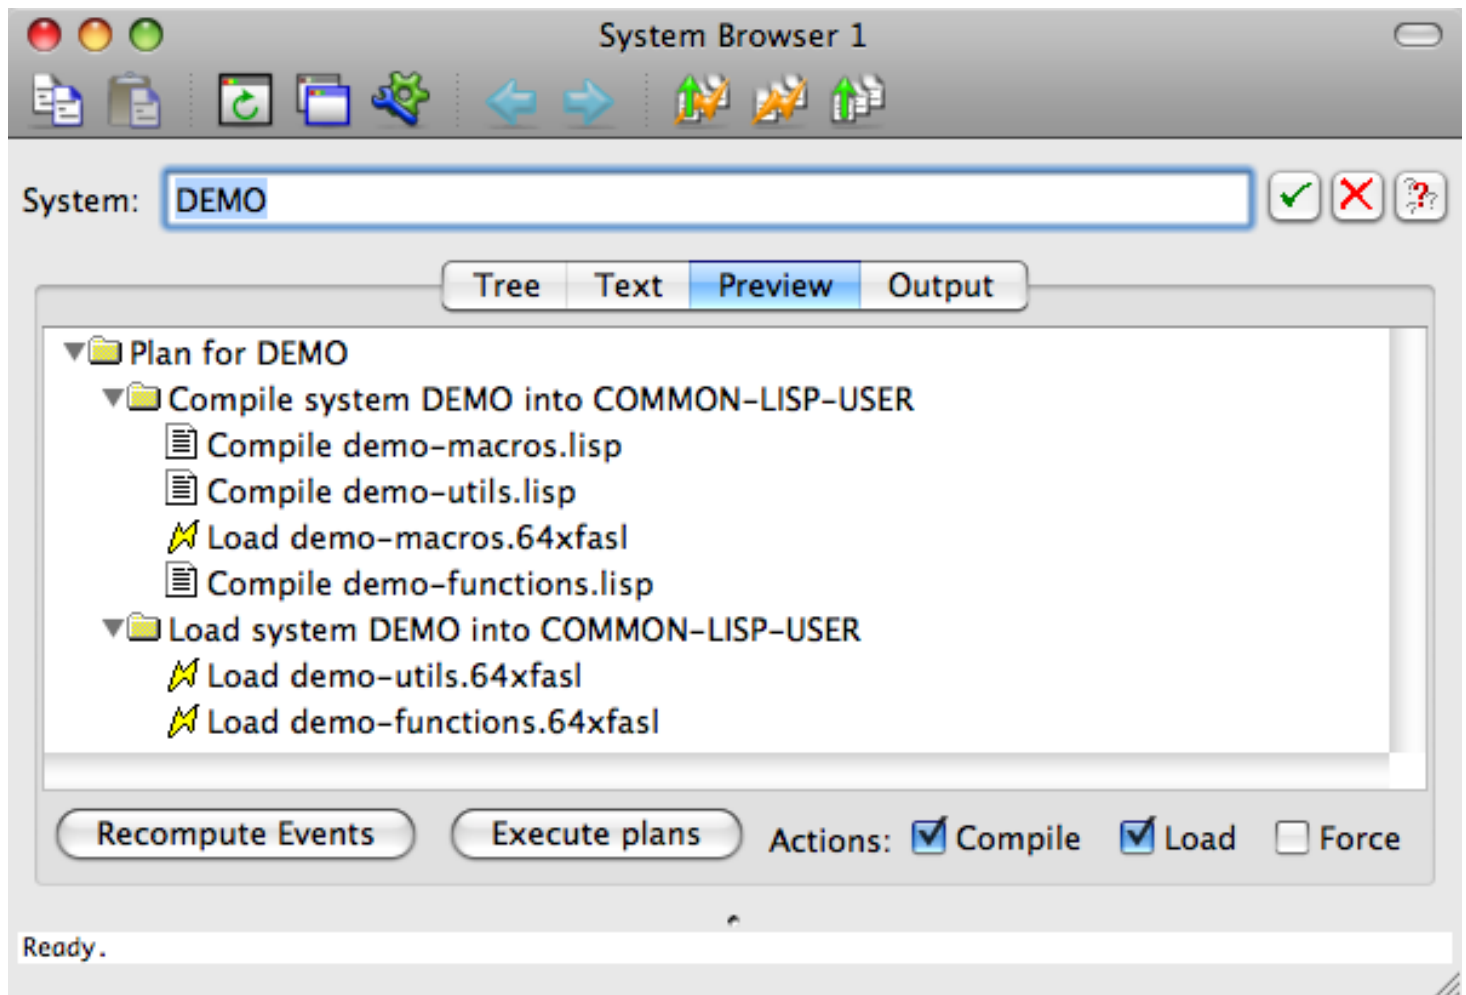 System Browser 1
System: DEMO
Tree Text Preview Output
Plan for DEMO
Compile system DEMO into COMMON-LISP-USER
Compile demo-macros.lisp
Compile demo-utils.lisp
Load demo-macros.64xfasl
Compile demo-functions.lisp
Load system DEMO into COMMON-LISP-USER
Load demo-utils.64xfasl
Load demo-functions.64xfasl
Recompute Events Execute plans Actions: Compile Load Force
Ready.